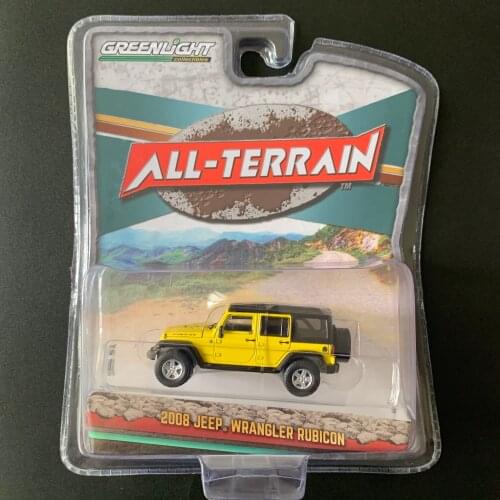 GREENLIGHT
collectibles
ALL-TERRAIN
TM
2008 JEEP® WRANGLER RUBICON